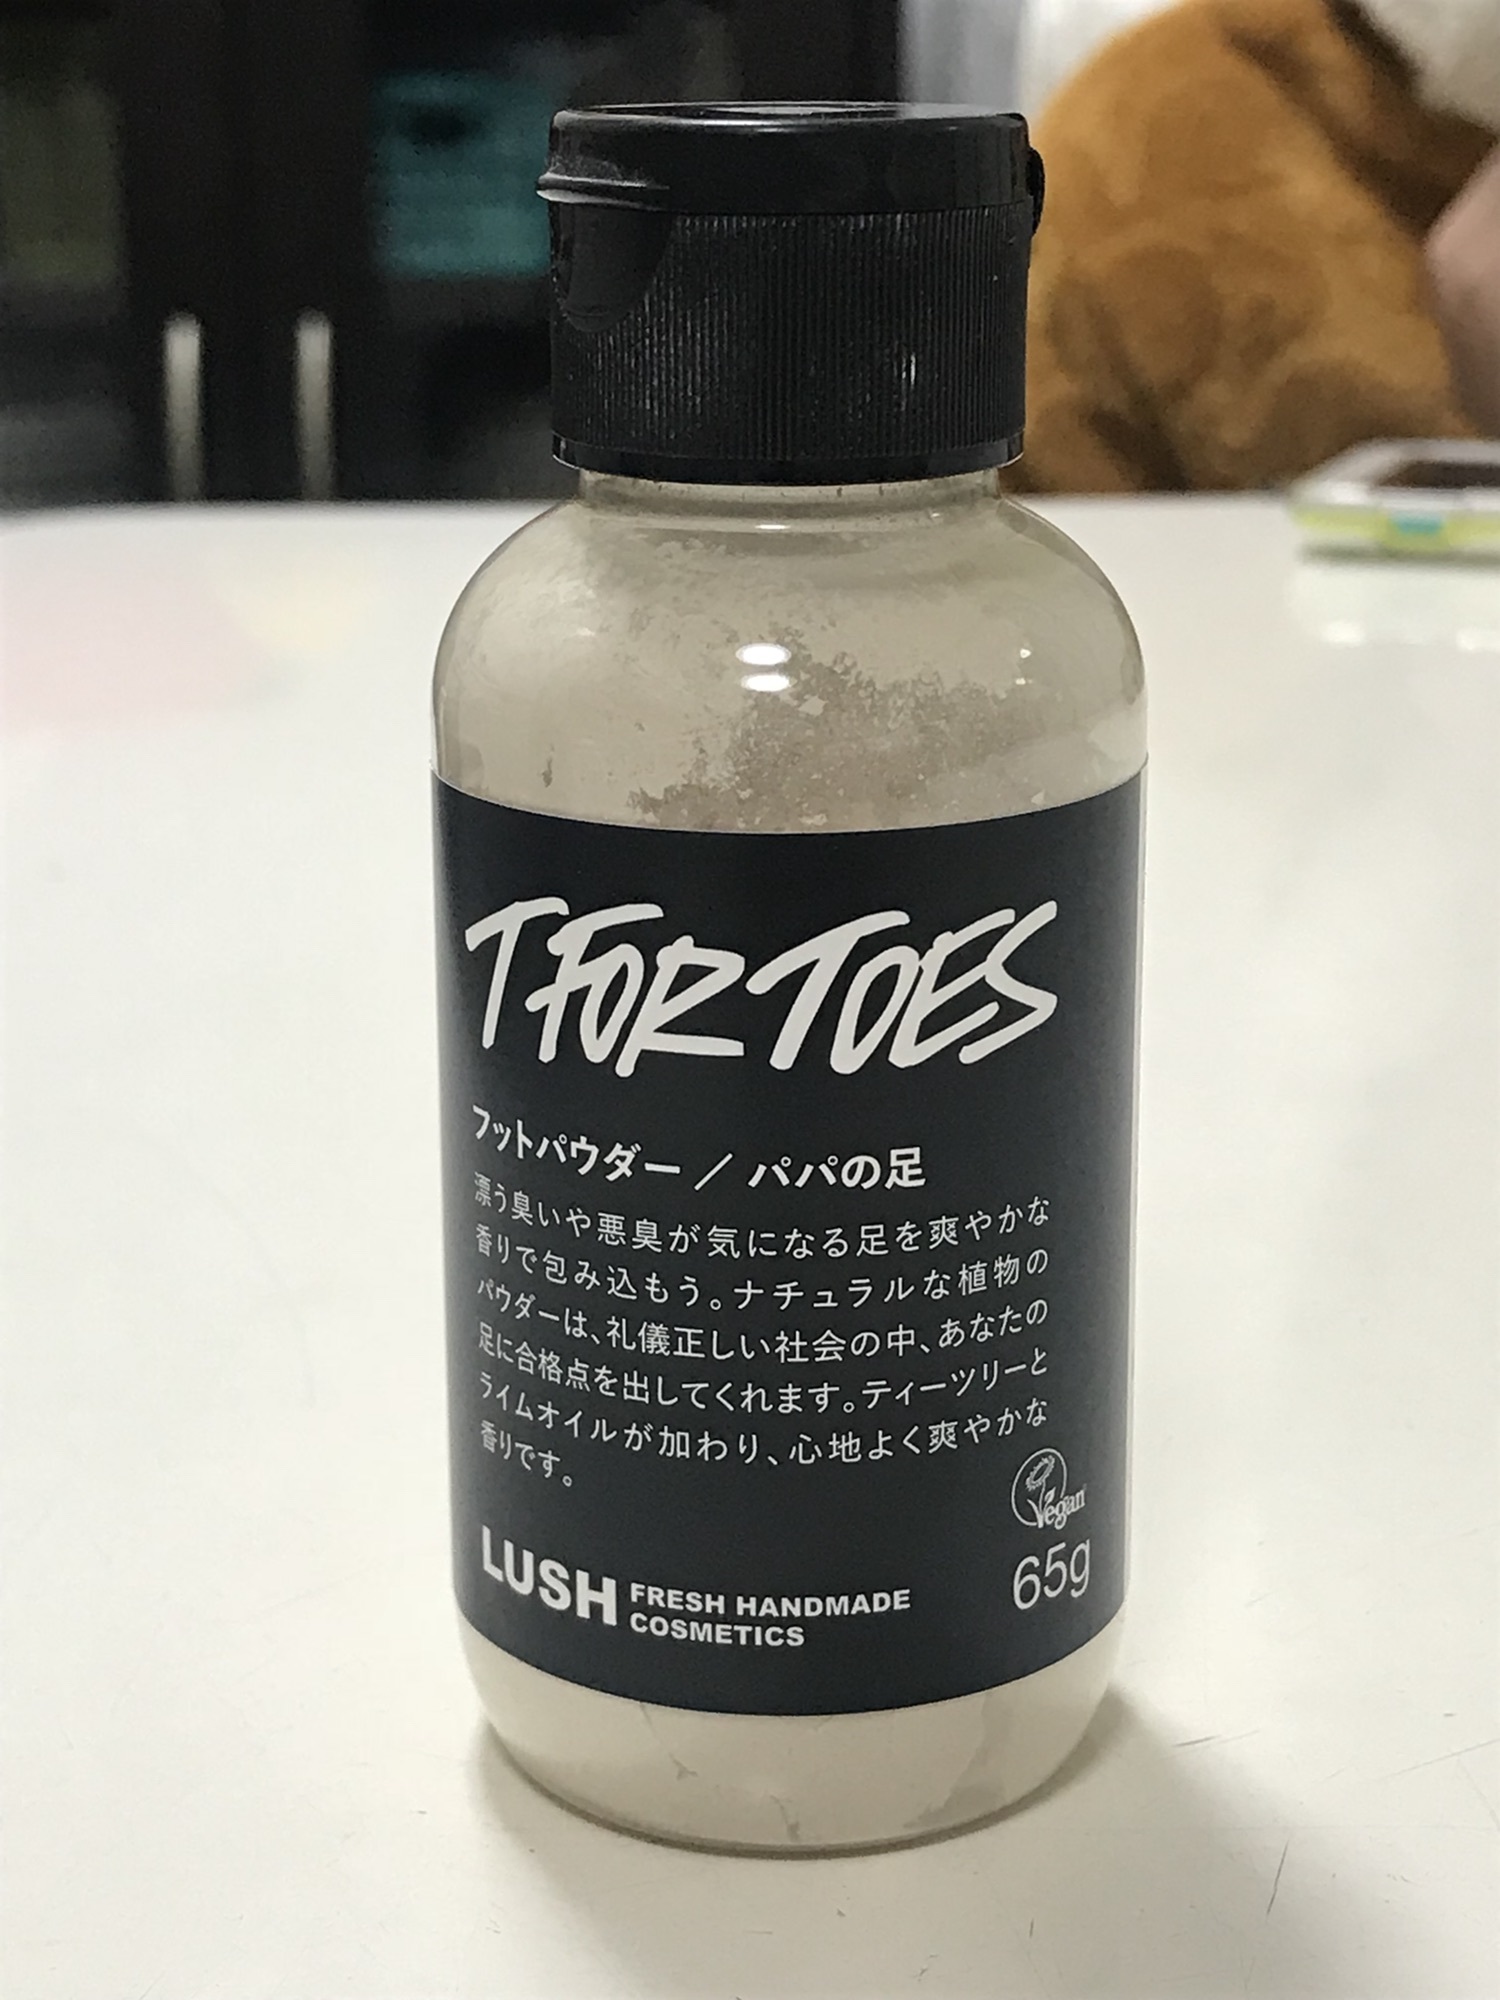 T FOR TOES
フットパウダー / パパの足
漂う臭いや悪臭が気になる足を爽やかな
香りで包み込もう。ナチュラルな植物の
パウダーは、礼儀正しい社会の中、あなたの
足に合格点を出してくれます。ティーツリーと
ライムオイルが加わり、心地よく爽やかな
香りです。
Vegan
65g
LUSH FRESH HANDMADE
COSMETICS